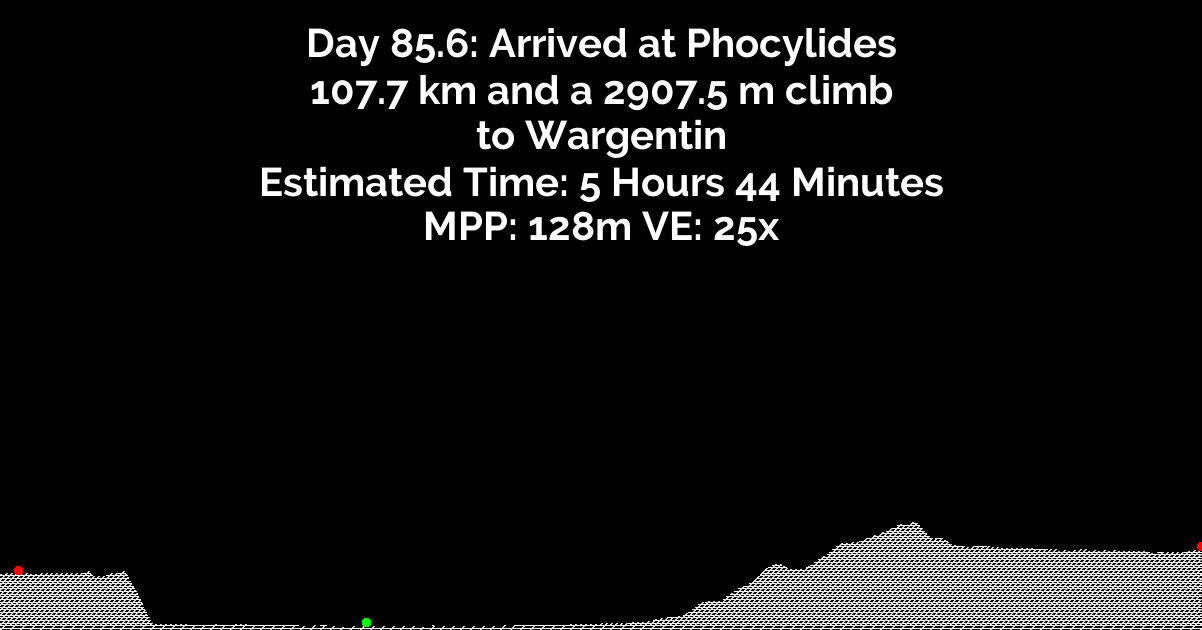 Day 85.6: Arrived at Phocylides
107.7 km and a 2907.5 m climb
to Wargentin
Estimated Time: 5 Hours 44 Minutes
MPP: 128m VE: 25x